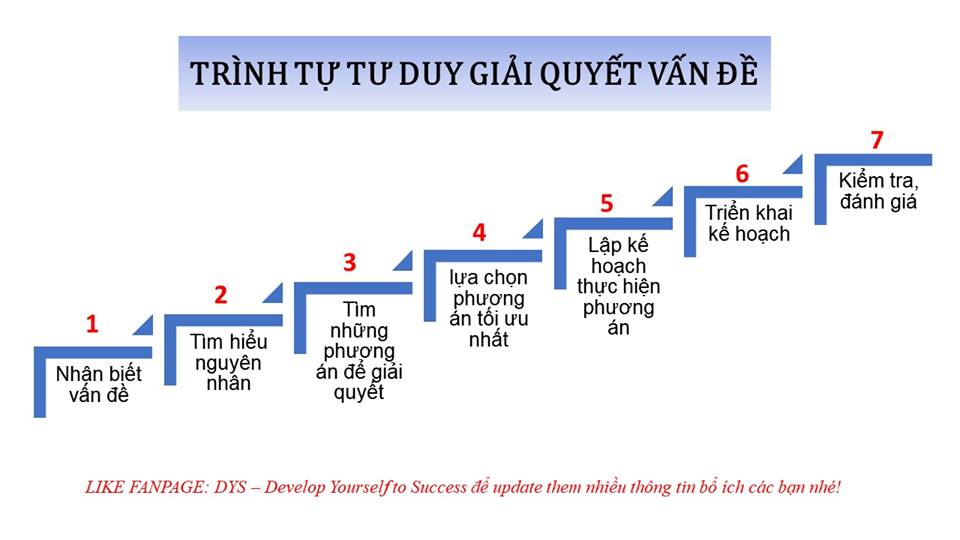 TRÌNH TỰ TƯ DUY GIẢI QUYẾT VẤN ĐỀ
1
Nhận biết
vấn đề
2
Tìm hiểu
nguyên
nhân
3
Tìm
những
phương
án để giải
quyết
4
lựa chọn
phương
án tối ưu
nhất
5
Lập kế
hoạch
thực hiện
phương
án
6
Triển khai
kế hoạch
7
Kiểm tra,
đánh giá
LIKE FANPAGE: DYS – Develop Yourself to Success để update them nhiều thông tin bổ ích các bạn nhé!